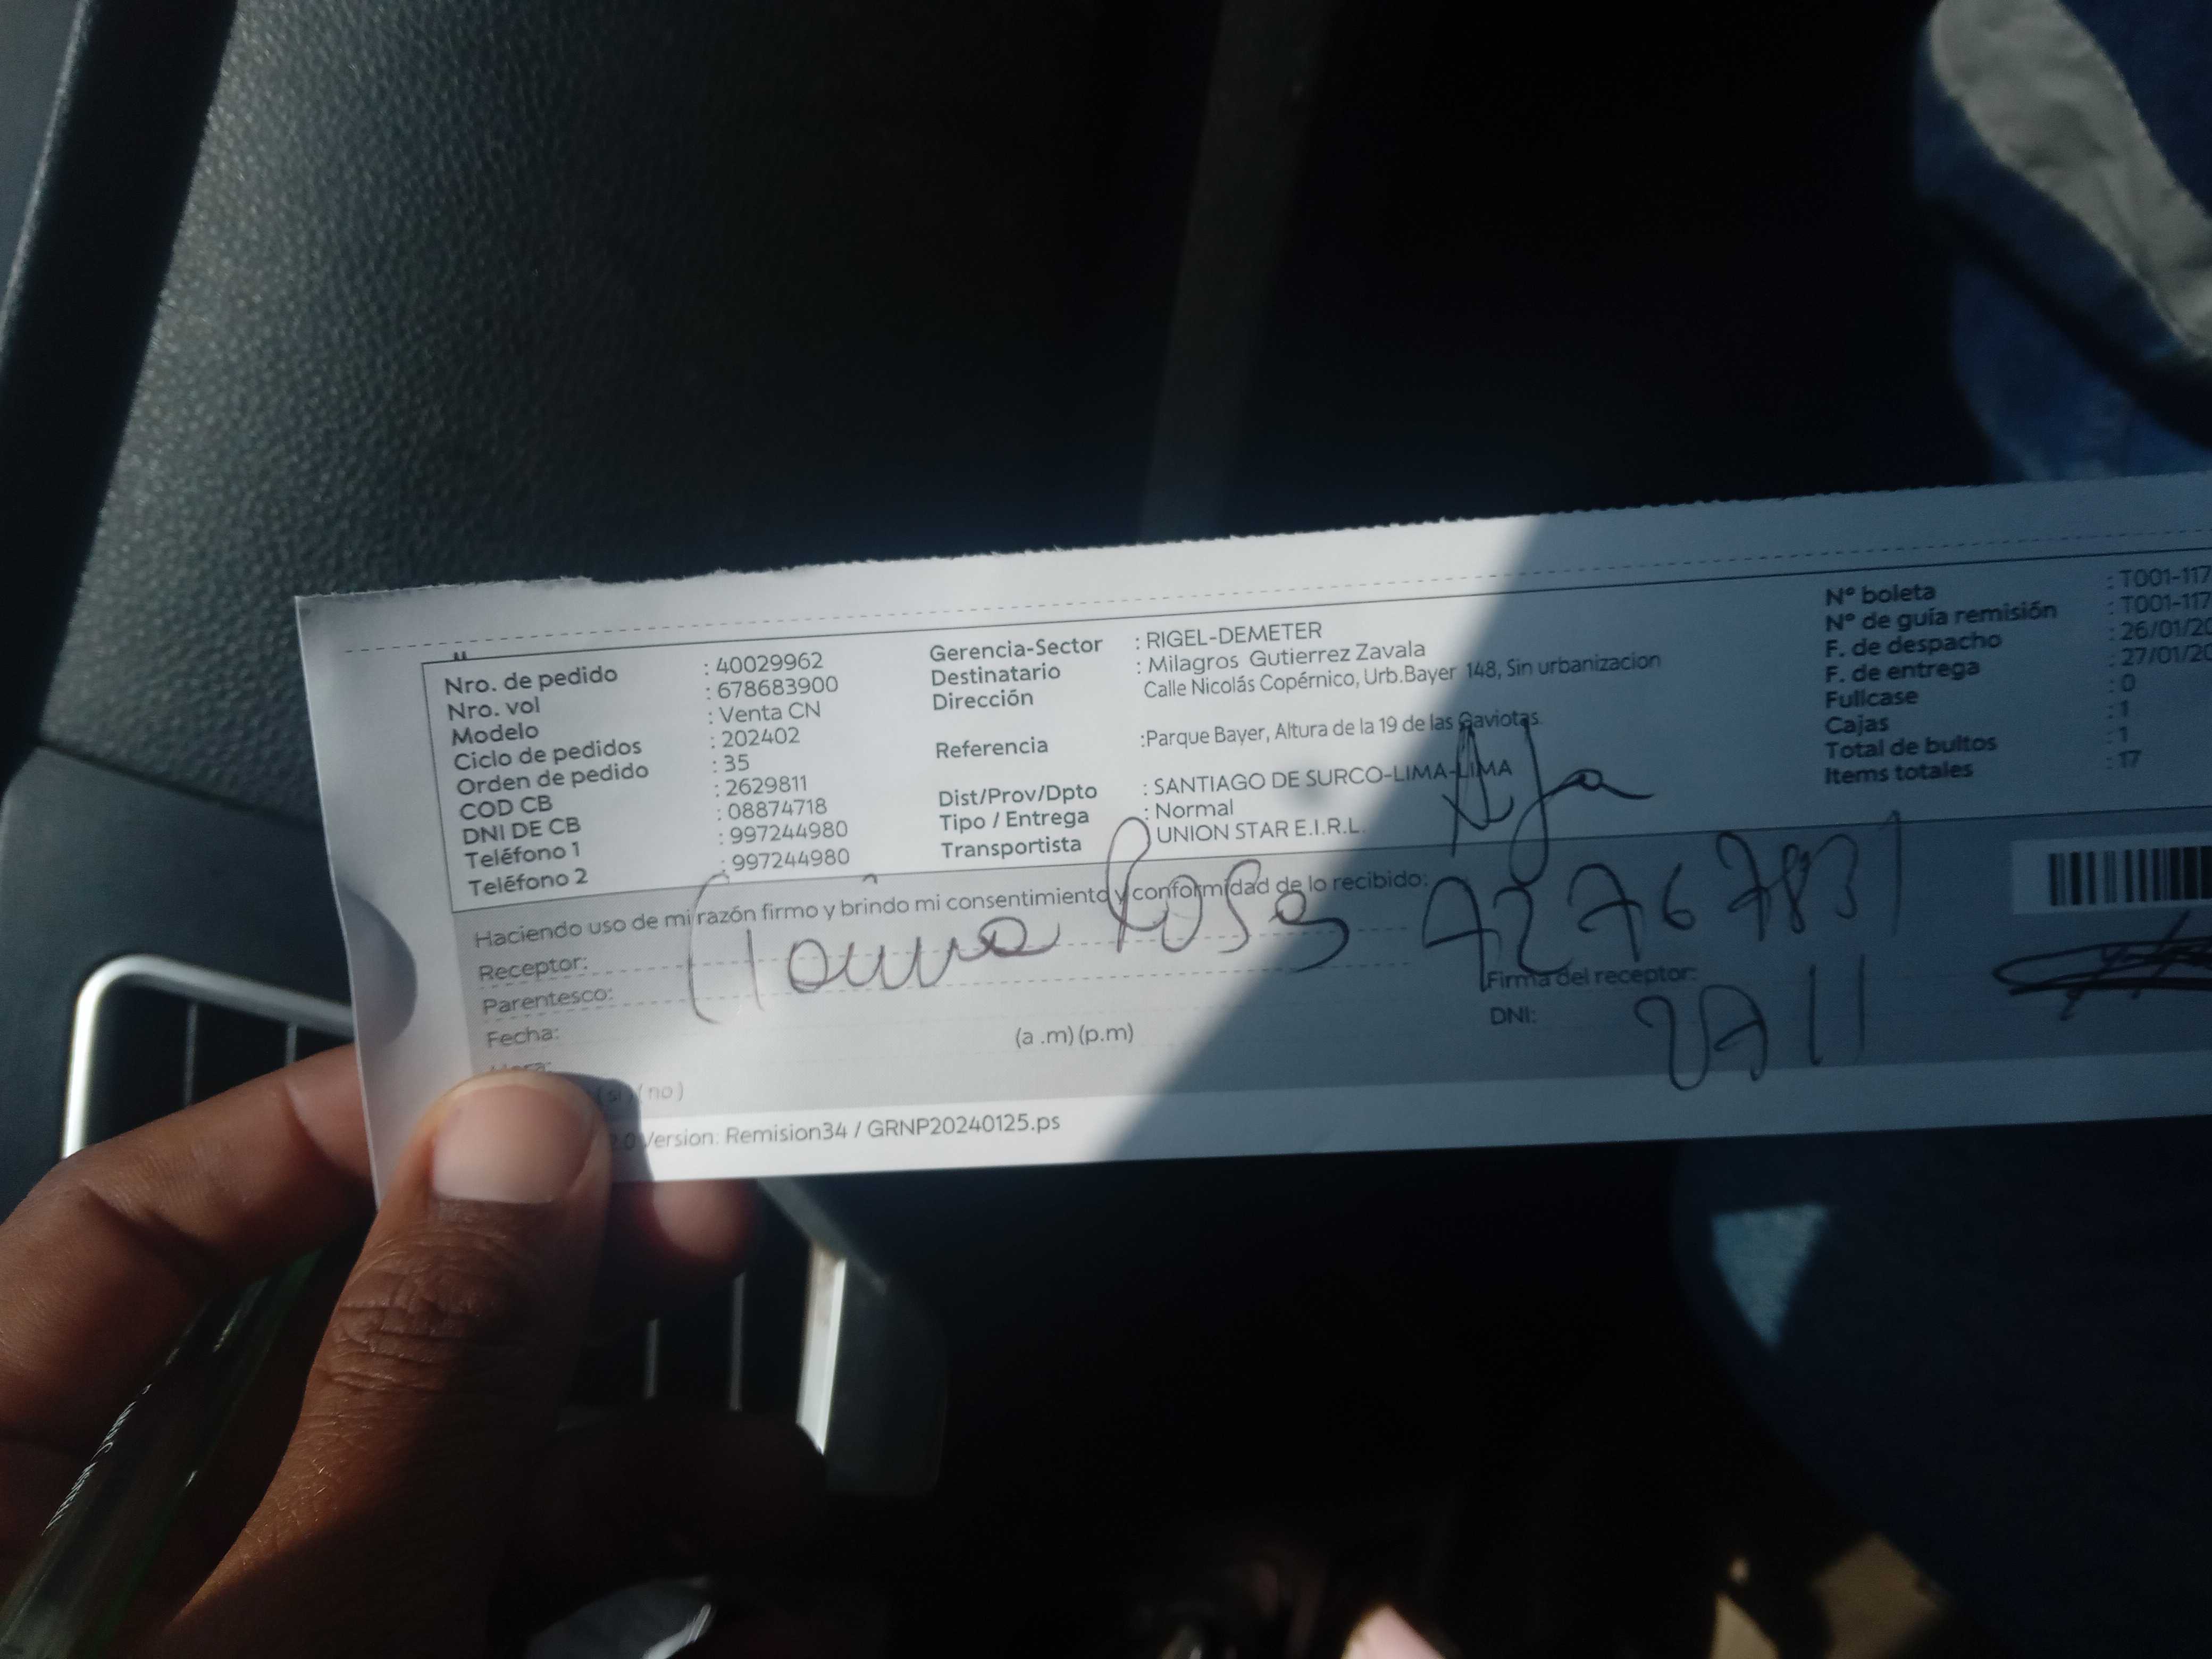 Nro. de pedido : 40029962
Nro. vol : 678683900
Modelo : Venta CN
Ciclo de pedidos : 202402
Orden de pedido : 35
COD CB : 2629811
DNI DE CB : 08874718
Teléfono 1 : 997244980
Teléfono 2 : 997244980
Gerencia-Sector : RIGEL-DEMETER
Destinatario : Milagros Gutierrez Zavala
Dirección Calle Nicolás Copérnico, Urb.Bayer 148, Sin urbanizacion
Referencia :Parque Bayer, Altura de la 19 de las Gaviotas.
Dist/Prov/Dpto : SANTIAGO DE SURCO-LIMA-LIMA
Tipo / Entrega : Normal
Transportista UNION STAR E.I.R.L.
Nº boleta : T001-117
Nº de guía remisión : T001-117
F. de despacho : 26/01/20
F. de entrega : 27/01/20
Fullcase : 0
Cajas : 1
Total de bultos : 1
Items totales : 17
Haciendo uso de mi razón firmo y brindo mi consentimiento y conformidad de lo recibido:
Receptor: Rosa 72767831
Parentesco:
Fecha:
Hora: (a .m) (p.m)
(si) (no)
Firma del receptor:
DNI:
Version: Remision34 / GRNP20240125.ps